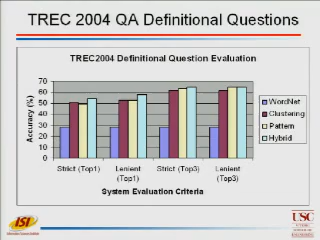 TREC 2004 QA Definitional Questions
TREC2004 Definitional Question Evaluation
Accuracy (%)
70
60
50
40
30
20
10
0
Strict (Top1)
Lenient
(Top1)
Strict (Top3)
Lenient
(Top3)
System Evaluation Criteria
WordNet
Clustering
Pattern
Hybrid
ISI
USC